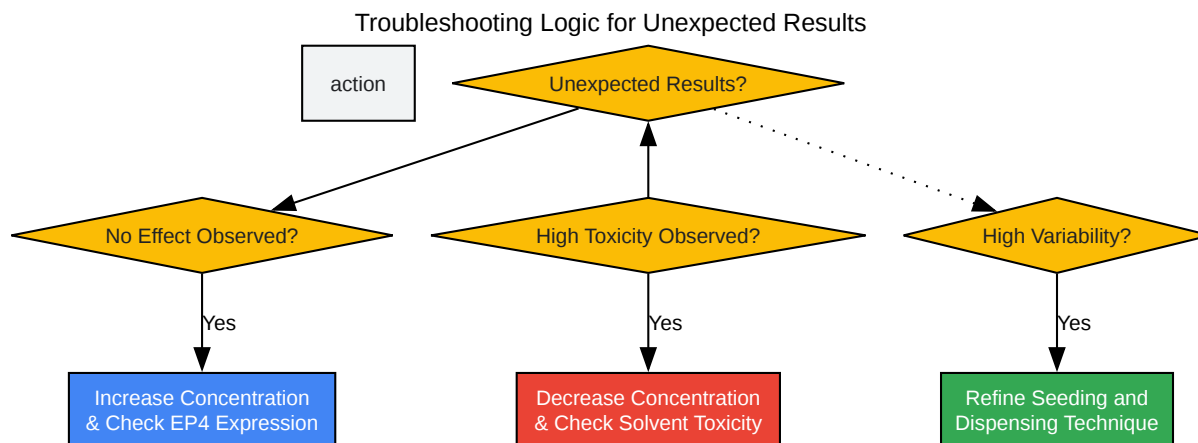 Troubleshooting Logic for Unexpected Results
action
Unexpected Results?
No Effect Observed?
High Toxicity Observed?
High Variability?
Yes
Yes
Yes
Increase Concentration
& Check EP4 Expression
Decrease Concentration
& Check Solvent Toxicity
Refine Seeding and
Dispensing Technique